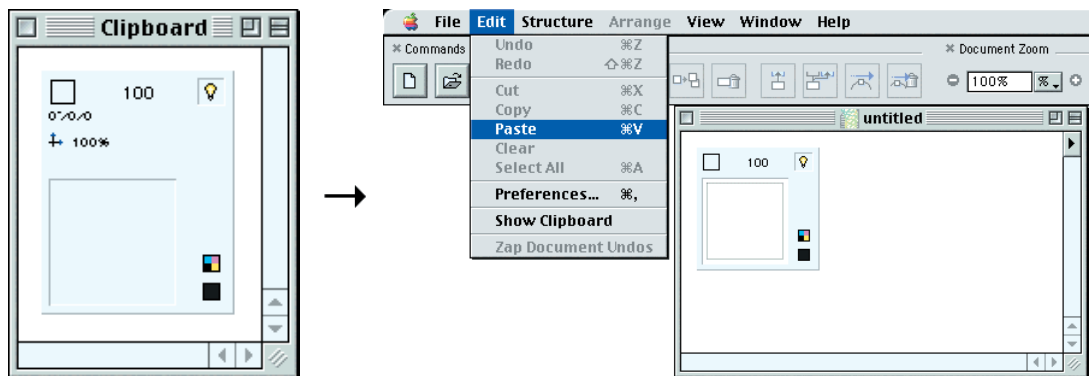 Clipboard
100
0°/0/0
100%
File Edit Structure Arrange View Window Help
Commands
Document Zoom
Undo ⌘Z
Redo ⇧⌘Z
Cut ⌘X
Copy ⌘C
Paste ⌘V
Clear
Select All ⌘A
Preferences... ⌘,
Show Clipboard
Zap Document Undos
100% %
untitled
100